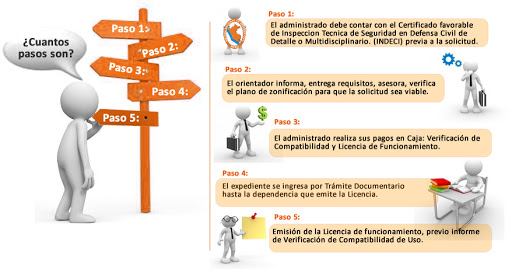 ¿Cuantos
pasos son?
Paso 1:
Paso 2:
Paso 3:
Paso 4:
Paso 5:
Paso 1:
El administrado debe contar con el Certificado favorable
de Inspeccion Tecnica de Seguridad en Defensa Civil de
Detalle o Multidisciplinario. (INDECI) previa a la solicitud.
Paso 2:
El orientador informa, entrega requisitos, asesora, verifica
el plano de zonificación para que la solicitud sea viable.
Paso 3:
El administrado realiza sus pagos en Caja: Verificación de
Compatibilidad y Licencia de Funcionamiento.
Paso 4:
El expediente se ingresa por Trámite Documentario
hasta la dependencia que emite la Licencia.
Paso 5:
Emisión de la Licencia de funcionamiento, previo informe
de Verificación de Compatibilidad de Uso.